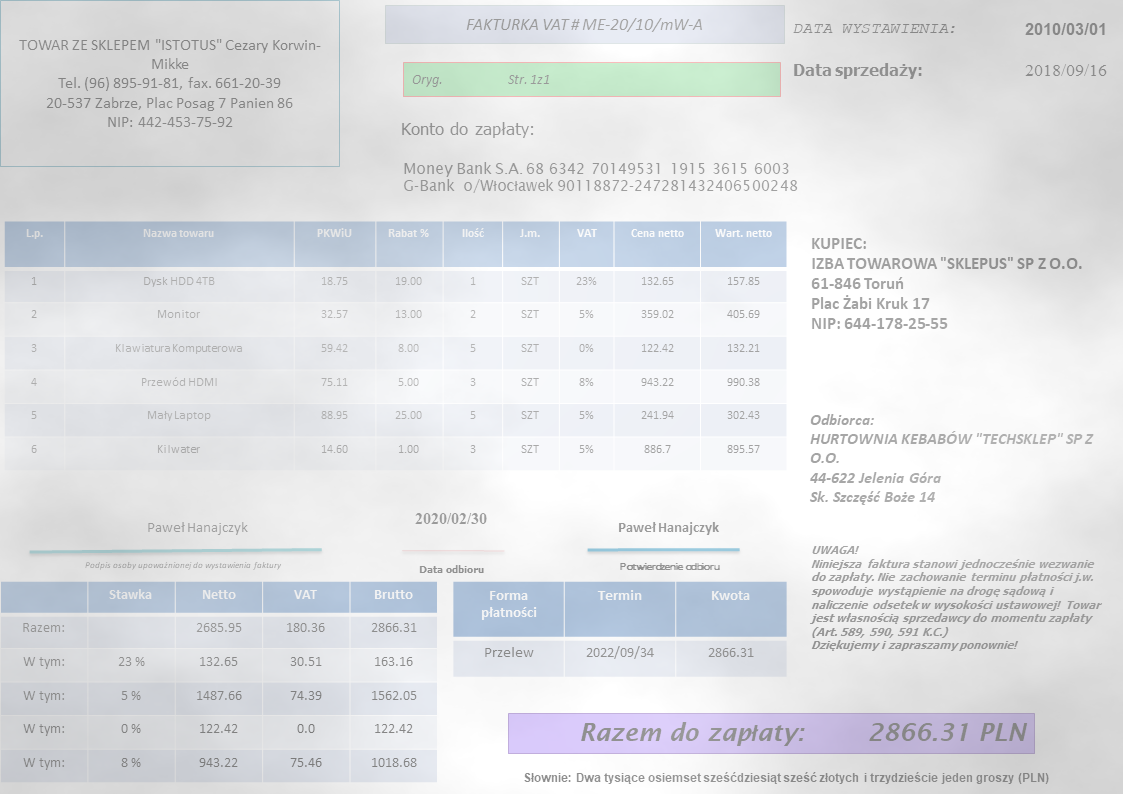 TOWAR ZE SKLEPEM "ISTOTUS" Cezary Korwin-
Mikke
Tel. (96) 895-91-81, fax. 661-20-39
20-537 Zabrze, Plac Posag 7 Panien 86
NIP: 442-453-75-92
FAKTURKA VAT # ME-20/10/mW-A
Oryg. Str. 1z1
DATA WYSTAWIENIA: 2010/03/01
Data sprzedaży: 2018/09/16
Konto do zapłaty:
Money Bank S.A. 68 6342 70149531 1915 3615 6003
G-Bank o/Włocławek 90118872-247281432406500248
L.p. Nazwa towaru PKWiU Rabat % Ilość J.m. VAT Cena netto Wart. netto
1 Dysk HDD 4TB 18.75 19.00 1 SZT 23% 132.65 157.85
2 Monitor 32.57 13.00 2 SZT 5% 359.02 405.69
3 Klawiatura Komputerowa 59.42 8.00 5 SZT 0% 122.42 132.21
4 Przewód HDMI 75.11 5.00 3 SZT 8% 943.22 990.38
5 Mały Laptop 88.95 25.00 5 SZT 5% 241.94 302.43
6 Kilwater 14.60 1.00 3 SZT 5% 886.7 895.57
KUPIEC:
IZBA TOWAROWA "SKLEPUS" SP Z O.O.
61-846 Toruń
Plac Żabi Kruk 17
NIP: 644-178-25-55
Odbiorca:
HURTOWNIA KEBABÓW "TECHSKLEP" SP Z
O.O.
44-622 Jelenia Góra
Sk. Szczęść Boże 14
Paweł Hanajczyk
Podpis osoby upoważnionej do wystawienia faktury
2020/02/30
Data odbioru
Paweł Hanajczyk
Potwierdzenie odbioru
UWAGA!
Niniejsza faktura stanowi jednocześnie wezwanie
do zapłaty. Nie zachowanie terminu płatności j.w.
spowoduje wystąpienie na drogę sądową i
naliczenie odsetek w wysokości ustawowej! Towar
jest własnością sprzedawcy do momentu zapłaty
(Art. 589, 590, 591 K.C.)
Dziękujemy i zapraszamy ponownie!
Stawka Netto VAT Brutto
Razem: 2685.95 180.36 2866.31
W tym: 23 % 132.65 30.51 163.16
W tym: 5 % 1487.66 74.39 1562.05
W tym: 0 % 122.42 0.0 122.42
W tym: 8 % 943.22 75.46 1018.68
Forma płatności Termin Kwota
Przelew 2022/09/34 2866.31
Razem do zapłaty: 2866.31 PLN
Słownie: Dwa tysiące osiemset sześćdziesiąt sześć złotych i trzydzieście jeden groszy (PLN)